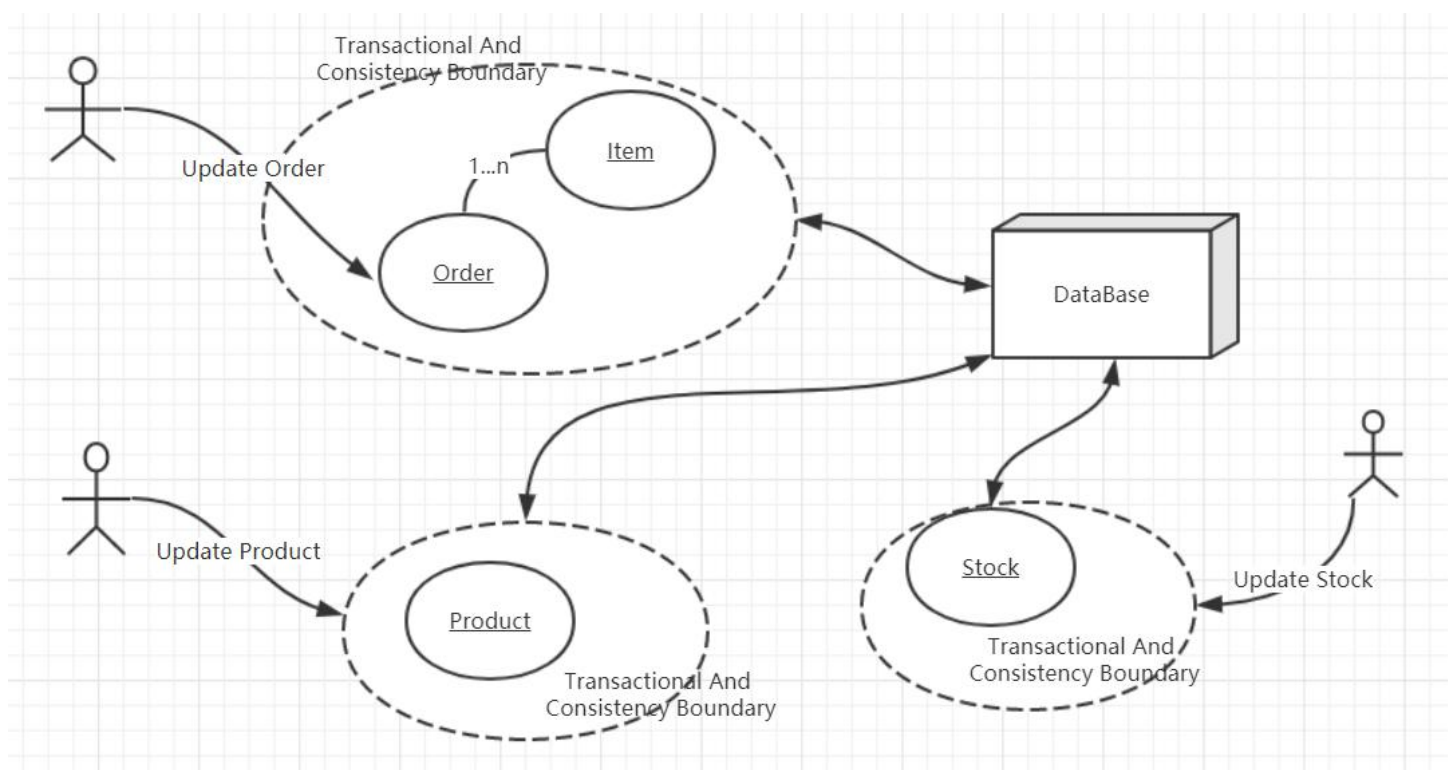 Transactional And
Consistency Boundary
Item
Update Order
1...n
Order
DataBase
Update Product
Stock
Update Stock
Product
Transactional And
Consistency Boundary
Transactional And
Consistency Boundary